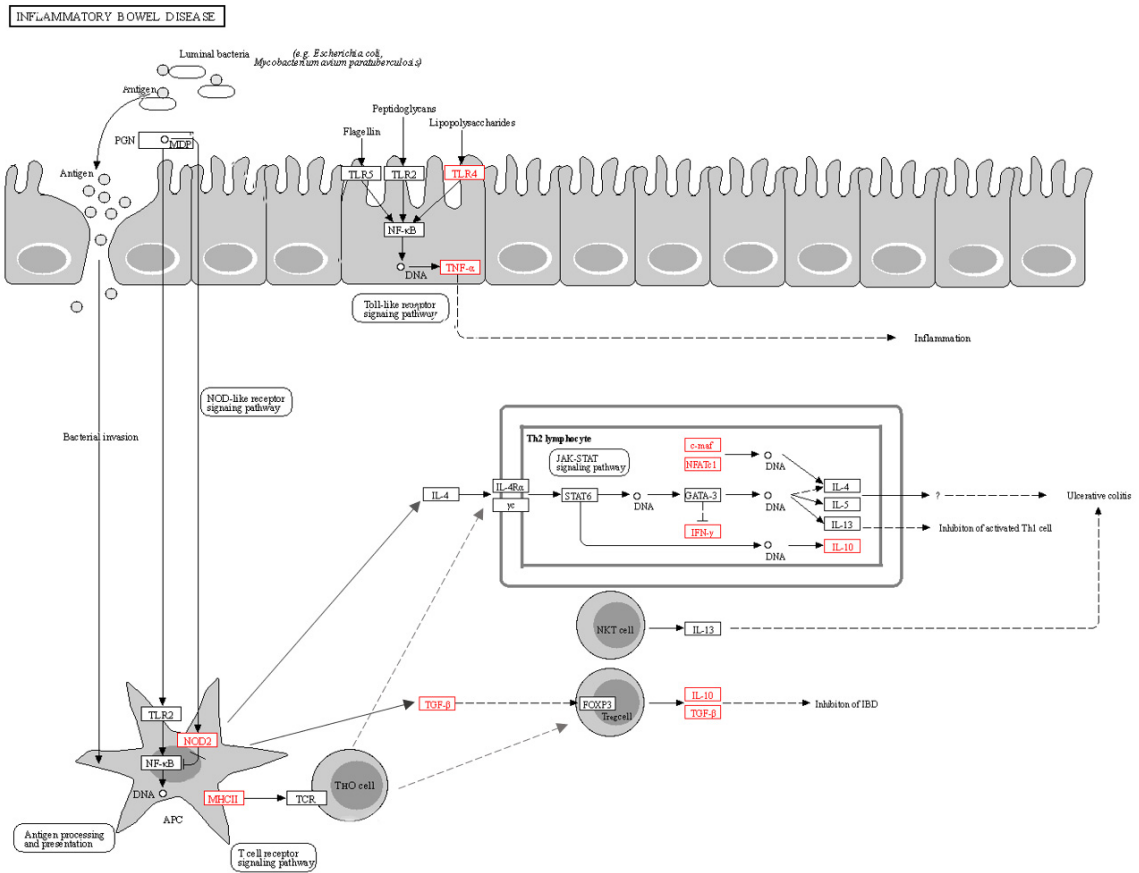 INFLAMMATORY BOWEL DISEASE
Luminal bacteria
(e.g. Escherichia coli,
Mycobacterium avium paratuberculosis)
Antigen
PGN
MDP
Antigen
Peptidoglycans
Flagellin
Lipopolysaccharides
TLR5
TLR2
TLR4
NF-κB
DNA
TNF-α
Toll-like receptor
signaing pathway
Inflammation
NOD-like receptor
signaing pathway
Bacterial invasion
Th2 lymphocyte
JAK-STAT
signaling pathway
c-maf
NFATc1
DNA
IL-4
IL-4Rα
γc
STAT6
DNA
GATA-3
DNA
IL-4
IL-5
IL-13
?
Ulcerative colitis
Inhibiton of activated Th1 cell
IFN-γ
DNA
IL-10
NKT cell
IL-13
TGF-β
FOXP3
Treg cell
IL-10
TGF-β
Inhibiton of IBD
TLR2
NOD2
NF-κB
DNA
APC
MHCII
TCR
TH0 cell
Antigen processing
and presentation
T cell receptor
signaling pathway